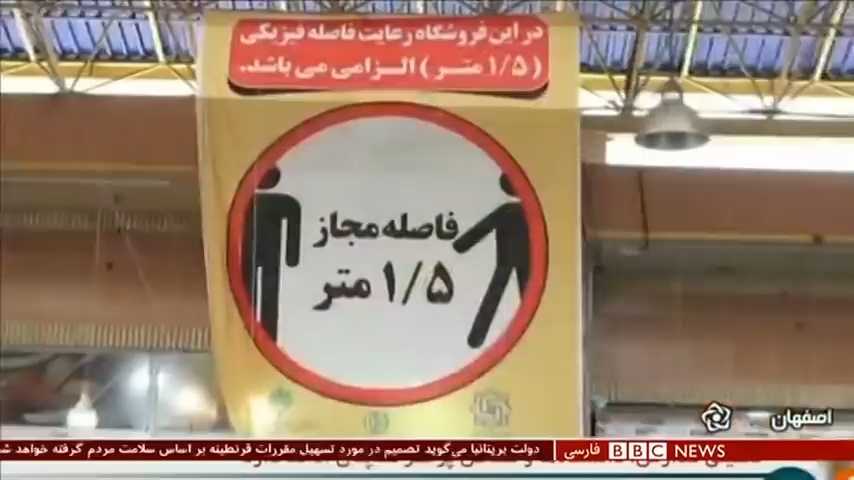 در این فروشگاه رعایت فاصله فیزیکی
(۱/۵ متر) الزامی می باشد.
فاصله مجاز
۱/۵ متر
اصفهان
دولت بریتانیا می‌گوید تصمیم در مورد تسهیل مقررات قرنطینه بر اساس سلامت مردم گرفته خواهد
فارسی BBC NEWS